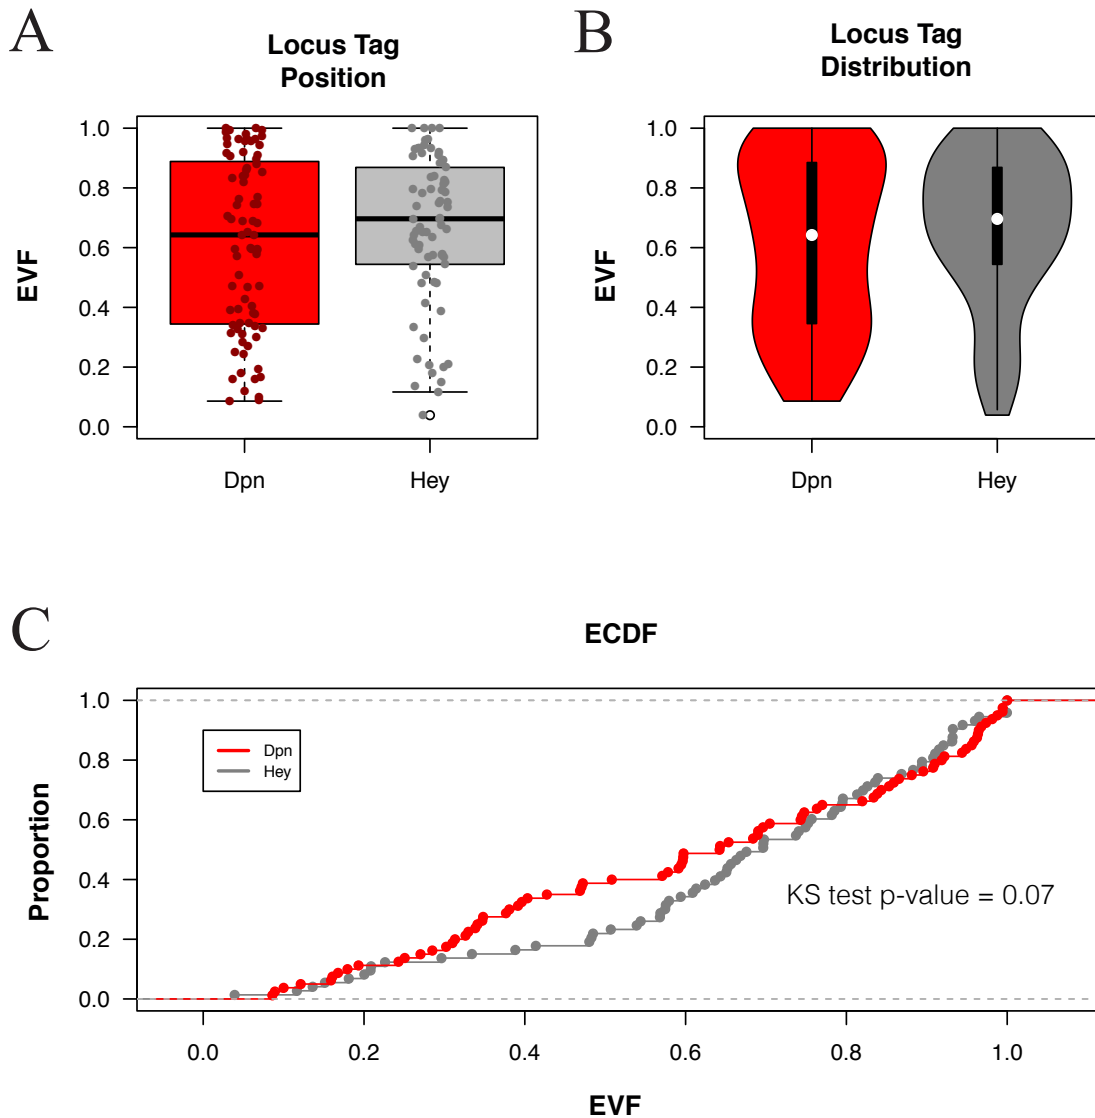 A
Locus Tag
Position
EVF
1.0
0.8
0.6
0.4
0.2
0.0
Dpn
Hey
B
Locus Tag
Distribution
EVF
1.0
0.8
0.6
0.4
0.2
0.0
Dpn
Hey
C
ECDF
Proportion
1.0
0.8
0.6
0.4
0.2
0.0
Dpn
Hey
KS test p-value = 0.07
0.0 0.2 0.4 0.6 0.8 1.0
EVF